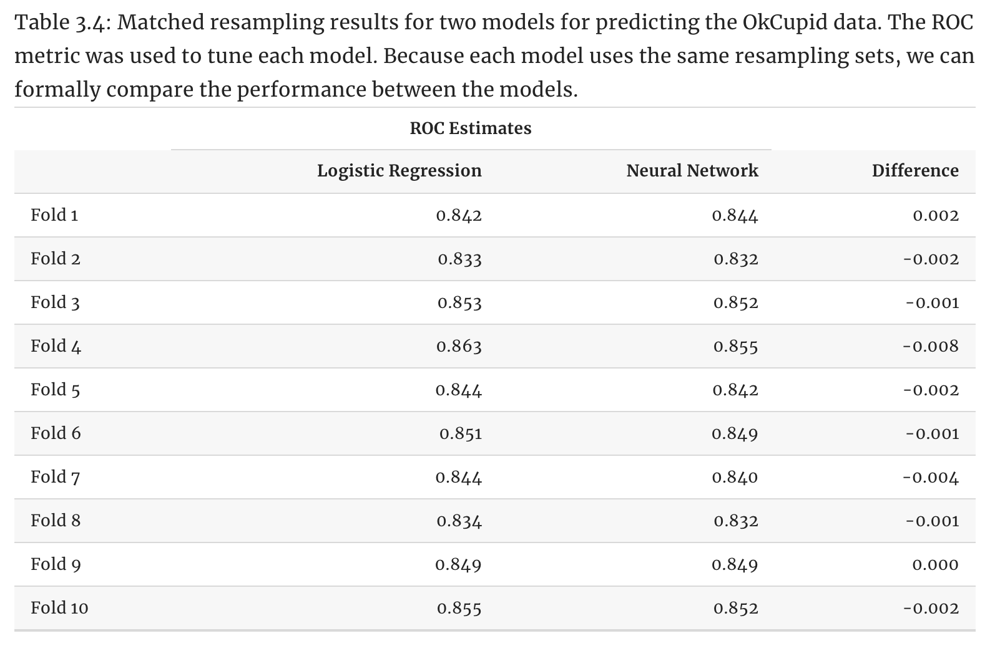 Table 3.4: Matched resampling results for two models for predicting the OkCupid data. The ROC
metric was used to tune each model. Because each model uses the same resampling sets, we can
formally compare the performance between the models.
ROC Estimates
Logistic Regression Neural Network Difference
Fold 1 0.842 0.844 0.002
Fold 2 0.833 0.832 -0.002
Fold 3 0.853 0.852 -0.001
Fold 4 0.863 0.855 -0.008
Fold 5 0.844 0.842 -0.002
Fold 6 0.851 0.849 -0.001
Fold 7 0.844 0.840 -0.004
Fold 8 0.834 0.832 -0.001
Fold 9 0.849 0.849 0.000
Fold 10 0.855 0.852 -0.002